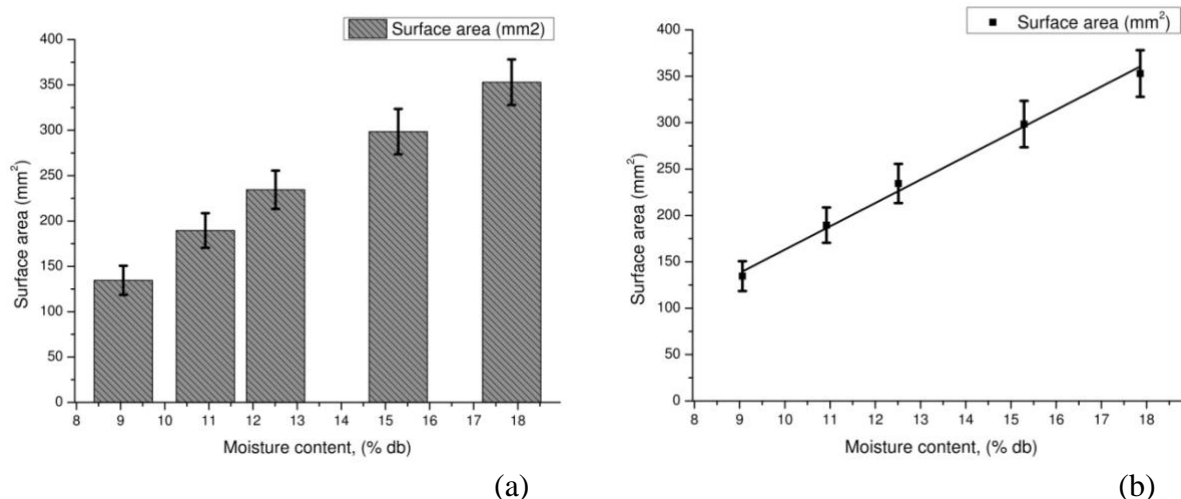 Surface area (mm2)
400
350
300
250
200
150
100
50
0
Surface area (mm²)
8 9 10 11 12 13 14 15 16 17 18
Moisture content, (% db)
(a)
Surface area (mm²)
400
350
300
250
200
150
100
50
0
Surface area (mm²)
8 9 10 11 12 13 14 15 16 17 18
Moisture content, (% db)
(b)